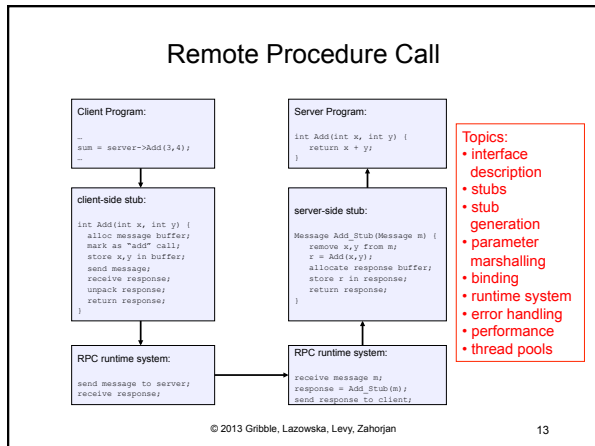 Remote Procedure Call
Client Program:
…
sum = server->Add(3,4);
…
client-side stub:
int Add(int x, int y) {
alloc message buffer;
mark as “add” call;
store x,y in buffer;
send message;
receive response;
unpack response;
return response;
}
RPC runtime system:
send message to server;
receive response;
Server Program:
int Add(int x, int y) {
return x + y;
}
server-side stub:
Message Add_Stub(Message m) {
remove x,y from m;
r = Add(x,y);
allocate response buffer;
store r in response;
return response;
}
RPC runtime system:
receive message m;
response = Add_Stub(m);
send response to client;
Topics:
• interface
description
• stubs
• stub
generation
• parameter
marshalling
• binding
• runtime system
• error handling
• performance
• thread pools
© 2013 Gribble, Lazowska, Levy, Zahorjan
13